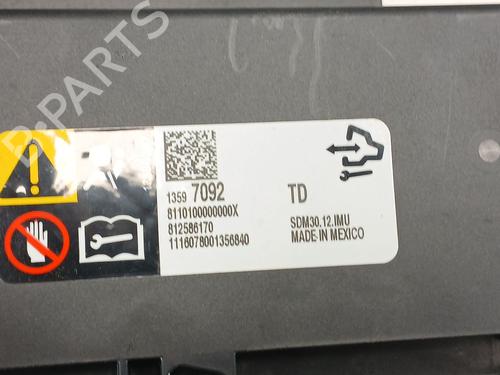 B-PARTS
1359 7092 TD
8110100000000X
812586170
1116078001356840
SDM30.12.IMU
MADE IN MEXICO